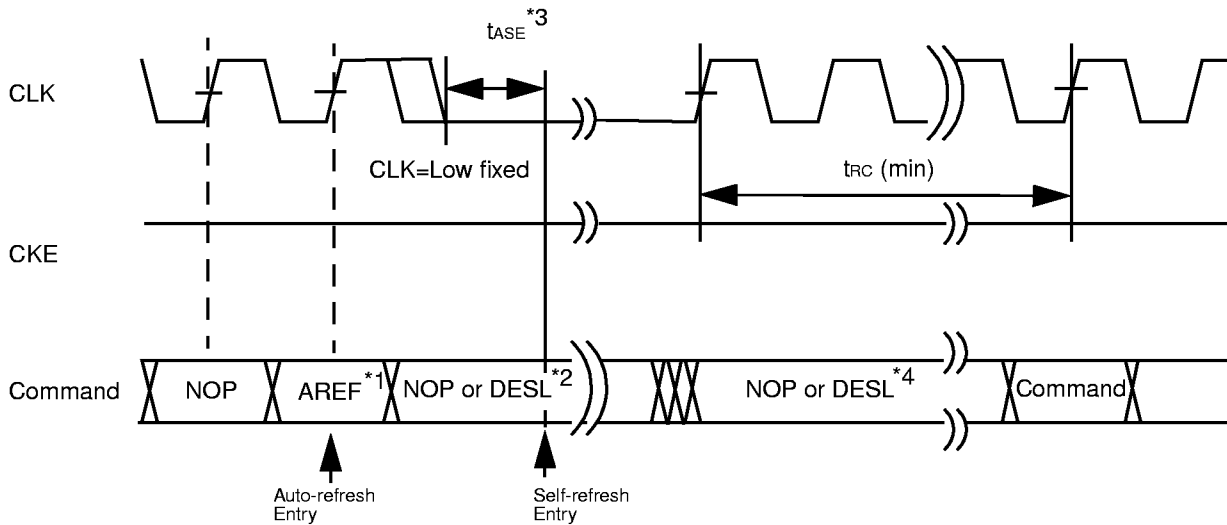 tASE*3
CLK
CLK=Low fixed
tRC (min)
CKE
Command
NOP
AREF*1
NOP or DESL*2
NOP or DESL*4
Command
Auto-refresh
Entry
Self-refresh
Entry